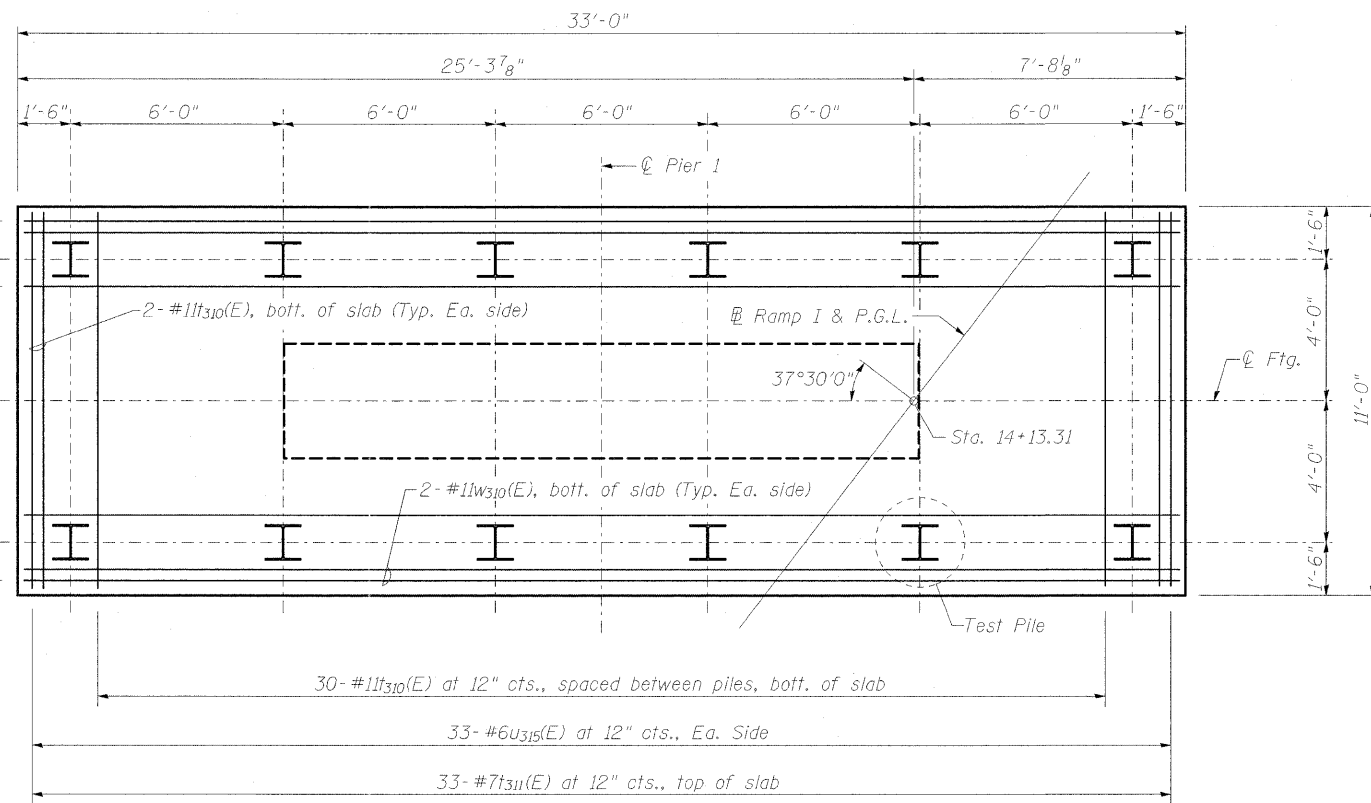 33'-0"
25'-3⅞" 7'-8⅛"
1'-6" 6'-0" 6'-0" 6'-0" 6'-0" 6'-0" 1'-6"
℄ Pier 1
1'-6"
2-#11t310(E), bott. of slab (Typ. Ea. side)
B Ramp I & P.G.L.
4'-0"
37°30'0"
℄ Ftg.
11'-0"
Sta. 14+13.31
4'-0"
2-#11w310(E), bott. of slab (Typ. Ea. side)
1'-6"
Test Pile
30-#11t310(E) at 12" cts., spaced between piles, bott. of slab
33-#6u315(E) at 12" cts., Ea. Side
33-#7t311(E) at 12" cts., top of slab